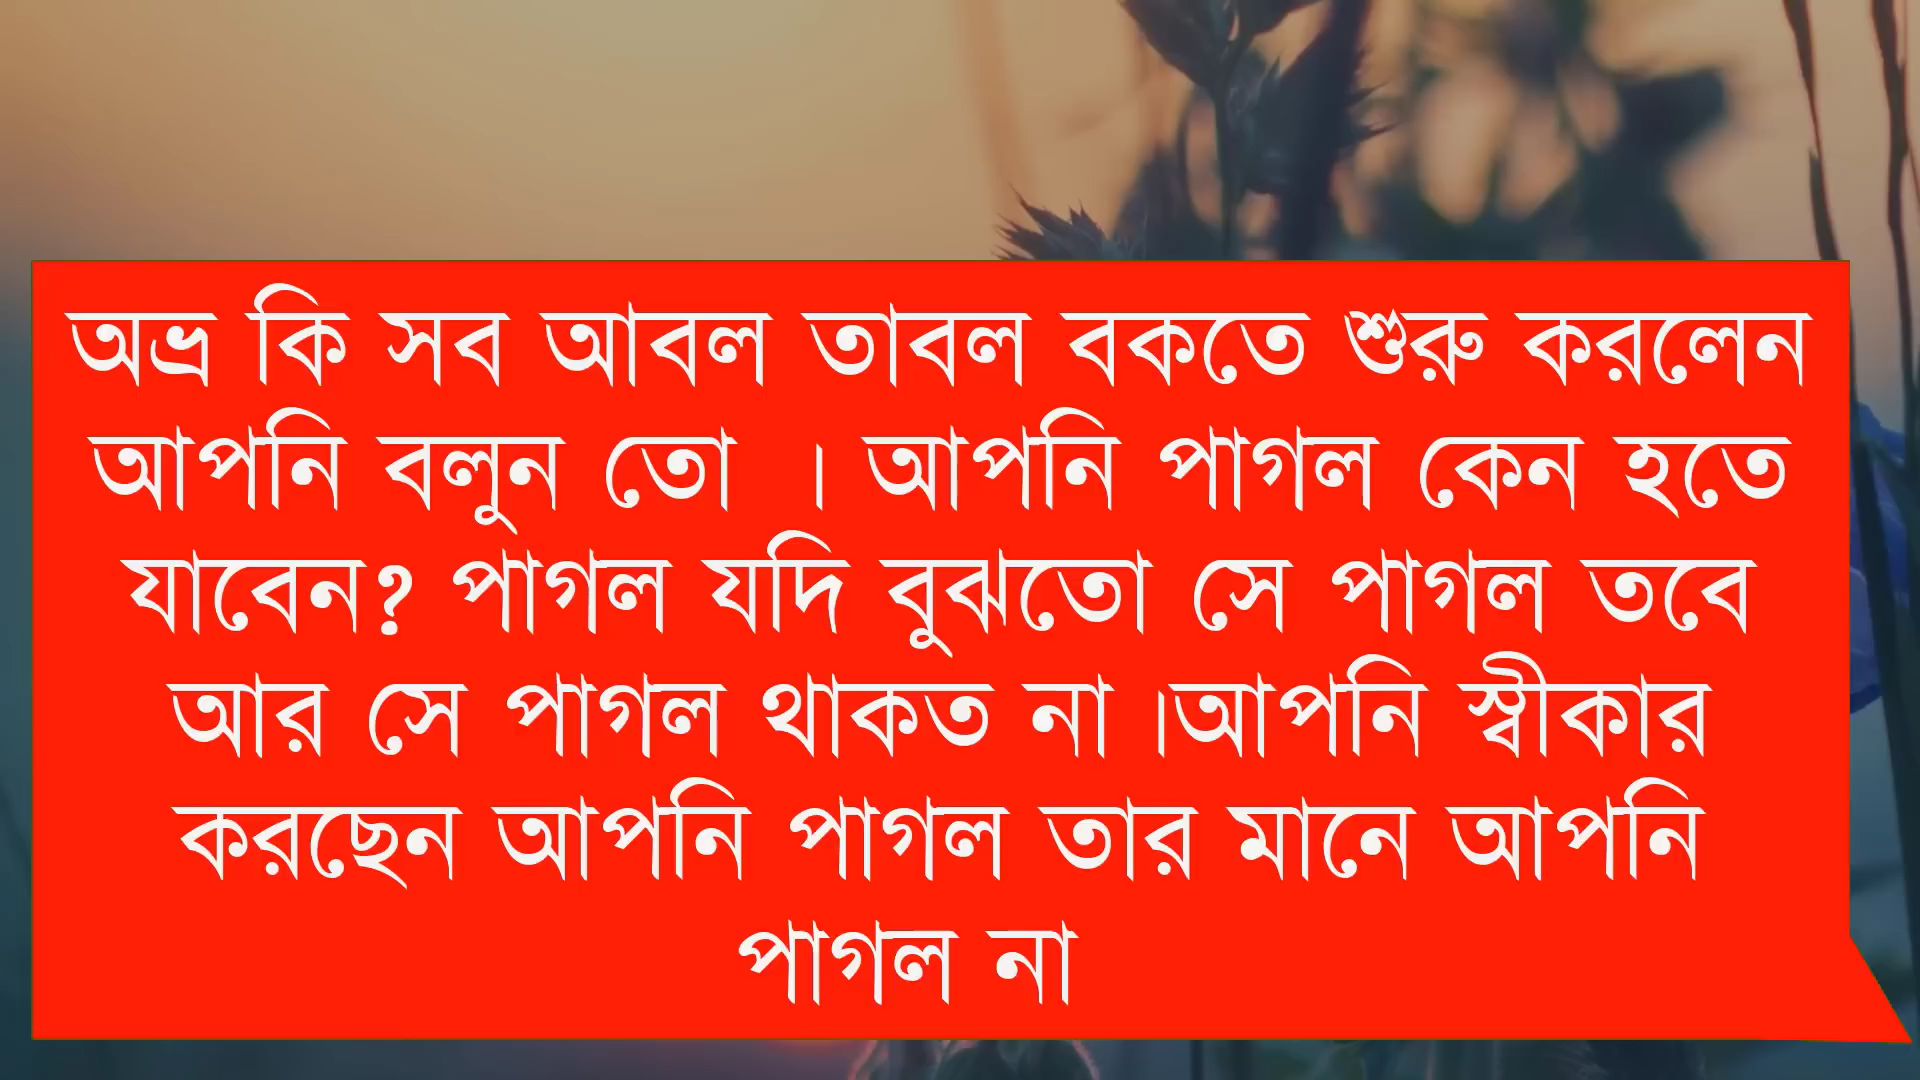 অভ্র কি সব আবল তাবল বকতে শুরু করলেন
আপনি বলুন তো । আপনি পাগল কেন হতে
যাবেন? পাগল যদি বুঝতো সে পাগল তবে
আর সে পাগল থাকত না ।আপনি স্বীকার
করছেন আপনি পাগল তার মানে আপনি
পাগল না